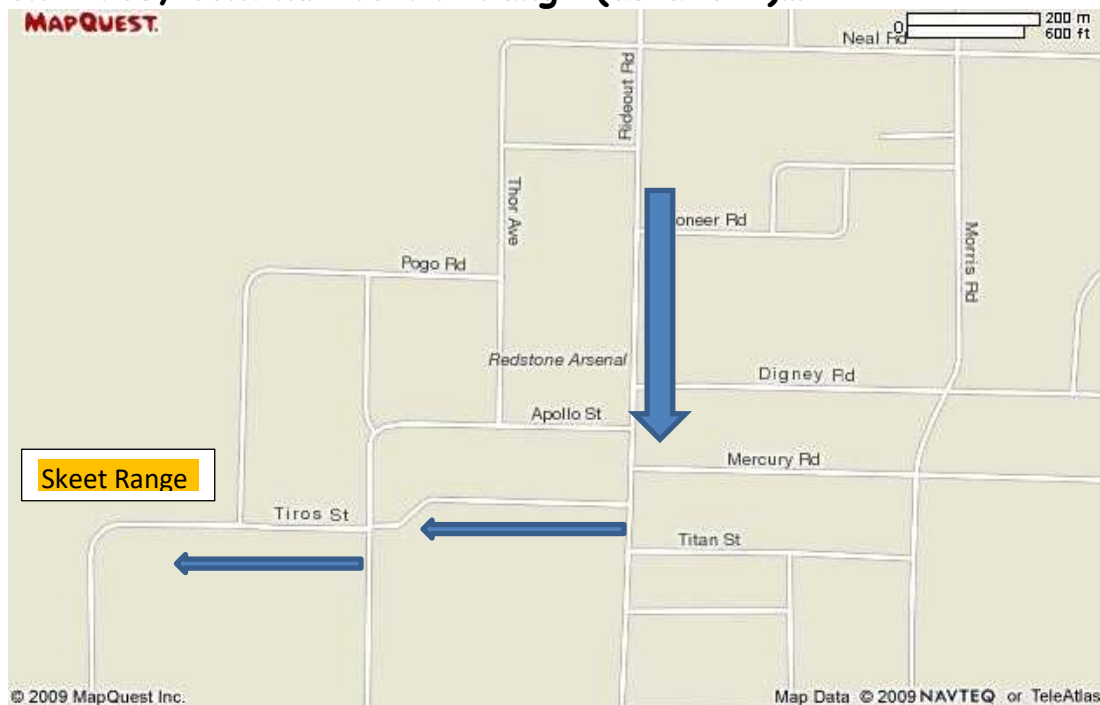 MAPQUEST.
0 200 m
600 ft
Neal Rd
Rideout Rd
Thor Ave
oneer Rd
Morris Rd
Pogo Rd
Redstone Arsenal
Digney Rd
Apollo St
Mercury Rd
Skeet Range
Tiros St
Titan St
© 2009 MapQuest Inc.
Map Data © 2009 NAVTEQ or TeleAtlas